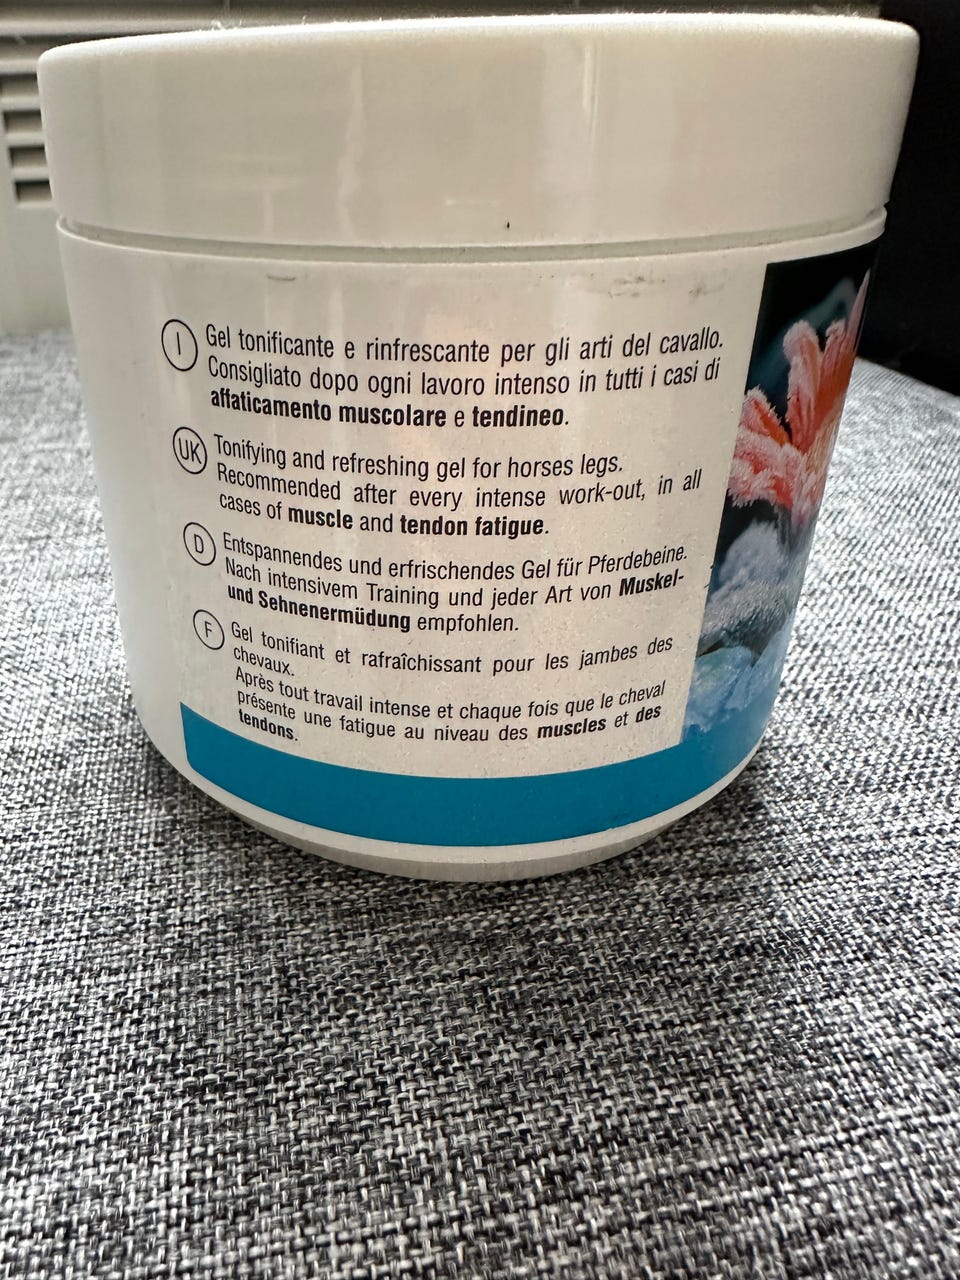 I
Gel tonificante e rinfrescante per gli arti del cavallo.
Consigliato dopo ogni lavoro intenso in tutti i casi di
affaticamento muscolare e tendineo.
UK
Tonifying and refreshing gel for horses legs.
Recommended after every intense work-out, in all
cases of muscle and tendon fatigue.
D
Entspannendes und erfrischendes Gel für Pferdebeine.
Nach intensivem Training und jeder Art von Muskel-
und Sehnenermüdung empfohlen.
F
Gel tonifiant et rafraîchissant pour les jambes des
chevaux.
Après tout travail intense et chaque fois que le cheval
présente une fatigue au niveau des muscles et des
tendons.